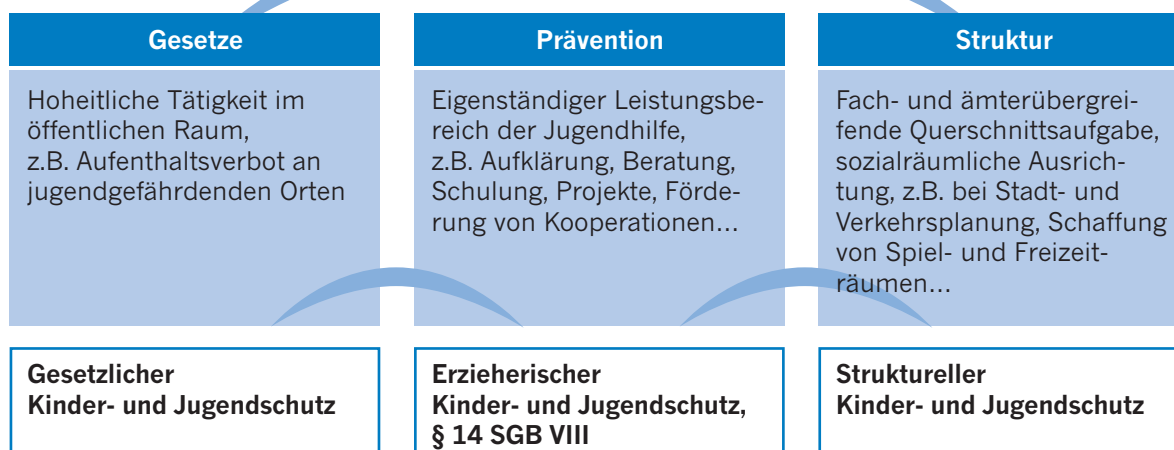 Gesetze
Hoheitliche Tätigkeit im
öffentlichen Raum,
z.B. Aufenthaltsverbot an
jugendgefährdenden Orten
Gesetzlicher
Kinder- und Jugendschutz
Prävention
Eigenständiger Leistungsbe-
reich der Jugendhilfe,
z.B. Aufklärung, Beratung,
Schulung, Projekte, Förde-
rung von Kooperationen...
Erzieherischer
Kinder- und Jugendschutz,
§ 14 SGB VIII
Struktur
Fach- und ämterübergrei-
fende Querschnittsaufgabe,
sozialräumliche Ausrich-
tung, z.B. bei Stadt- und
Verkehrsplanung, Schaffung
von Spiel- und Freizeit-
räumen...
Struktureller
Kinder- und Jugendschutz